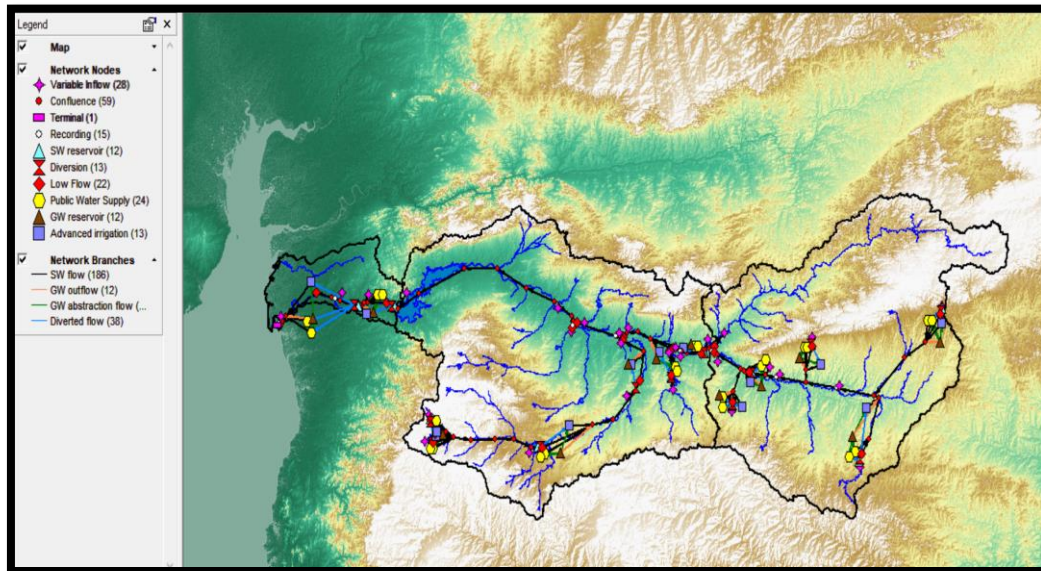 Legend
Map
Network Nodes
Variable Inflow (28)
Confluence (59)
Terminal (1)
Recording (15)
SW reservoir (12)
Diversion (13)
Low Flow (22)
Public Water Supply (24)
GW reservoir (12)
Advanced irrigation (13)
Network Branches
SW flow (186)
GW outflow (12)
GW abstraction flow (...
Diverted flow (38)